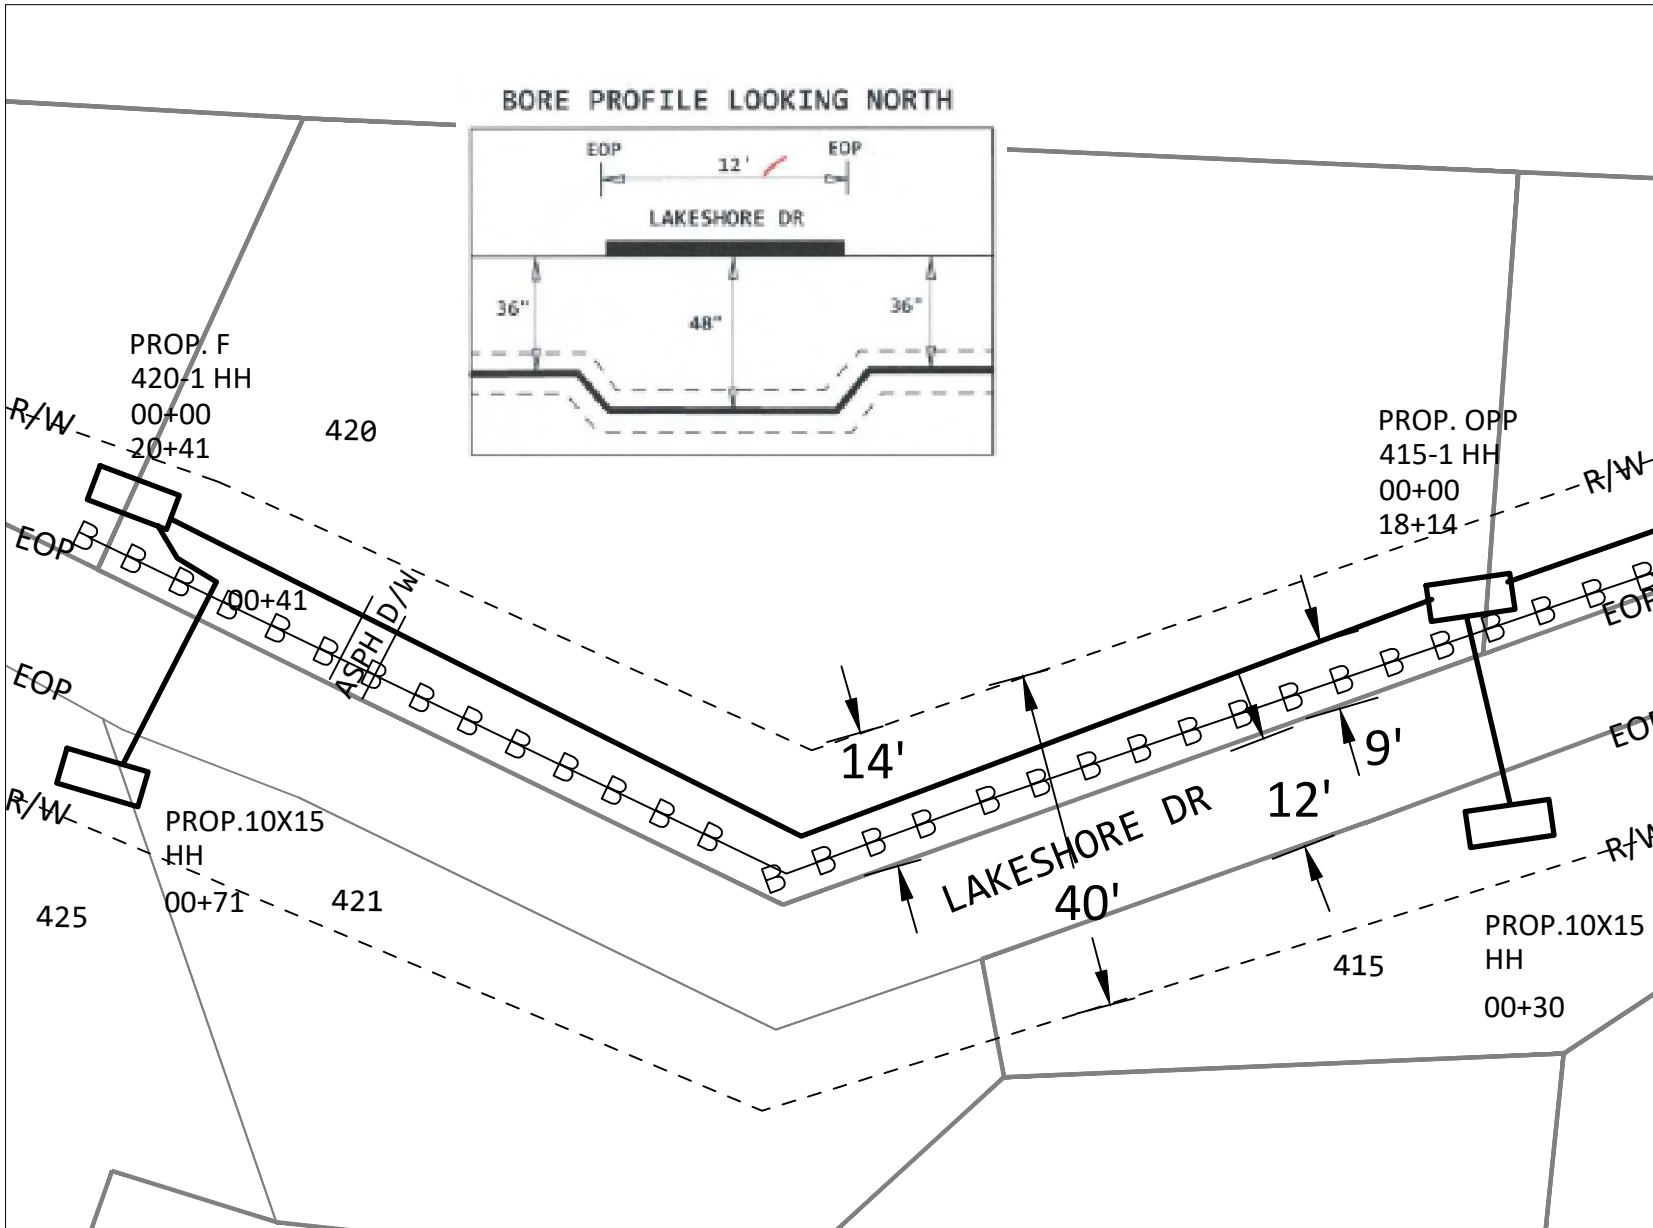 BORE PROFILE LOOKING NORTH
EOP
EOP
12'
LAKESHORE DR
36"
48"
36"
PROP. F
420-1 HH
00+00
20+41
R/W
420
PROP. OPP
415-1 HH
00+00
18+14
R/W
EOP
00+41
ASPH D/W
EOP
EOP
EOP
B B B B B B B B B B B B B B B B B B B B B B B B B B B B B B B B
14'
9'
12'
LAKESHORE DR
40'
R/W
PROP.10X15
HH
00+71
421
425
R/W
415
PROP.10X15
HH
00+30